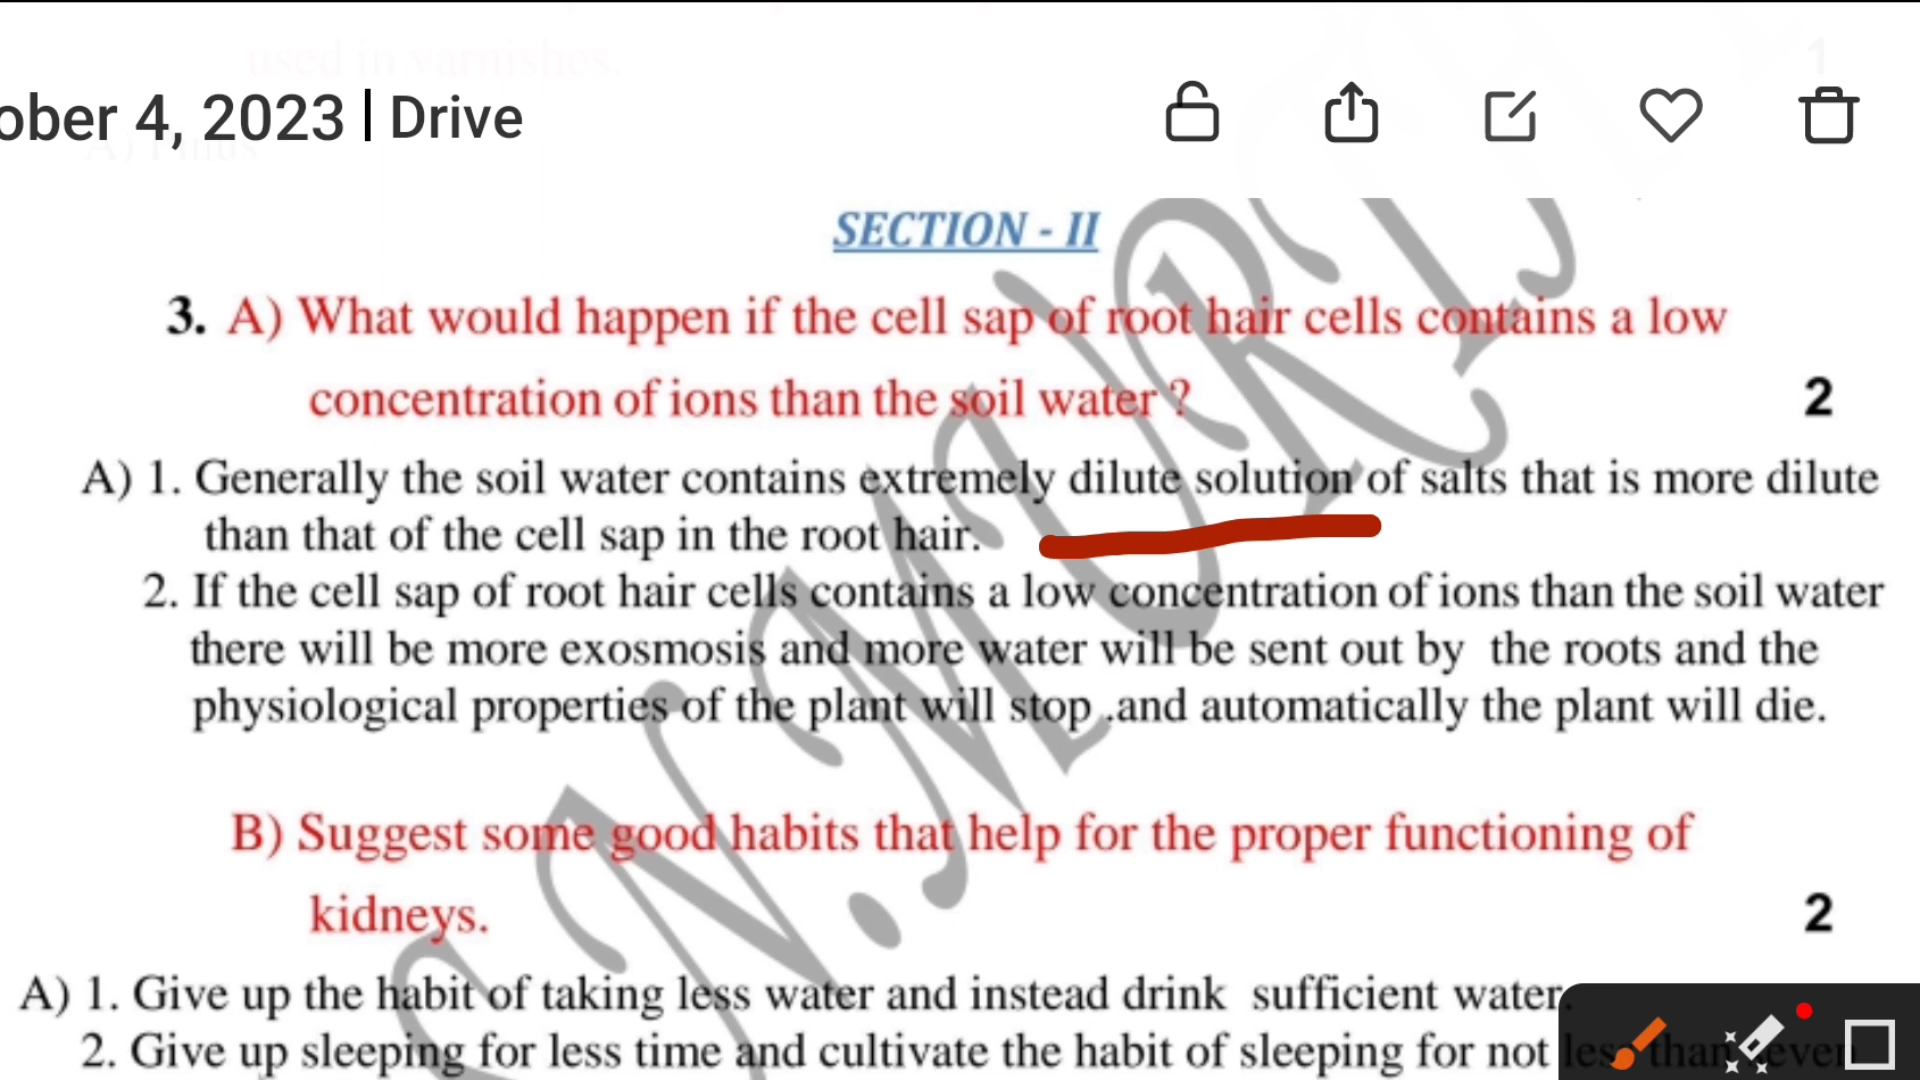 used in varnishes.
1
ober 4, 2023 | Drive
A) Pinus
SECTION - II
3. A) What would happen if the cell sap of root hair cells contains a low
concentration of ions than the soil water ?
2
A) 1. Generally the soil water contains extremely dilute solution of salts that is more dilute
than that of the cell sap in the root hair.
2. If the cell sap of root hair cells contains a low concentration of ions than the soil water
there will be more exosmosis and more water will be sent out by the roots and the
physiological properties of the plant will stop .and automatically the plant will die.
B) Suggest some good habits that help for the proper functioning of
kidneys.
2
A) 1. Give up the habit of taking less water and instead drink sufficient water.
2. Give up sleeping for less time and cultivate the habit of sleeping for not less than